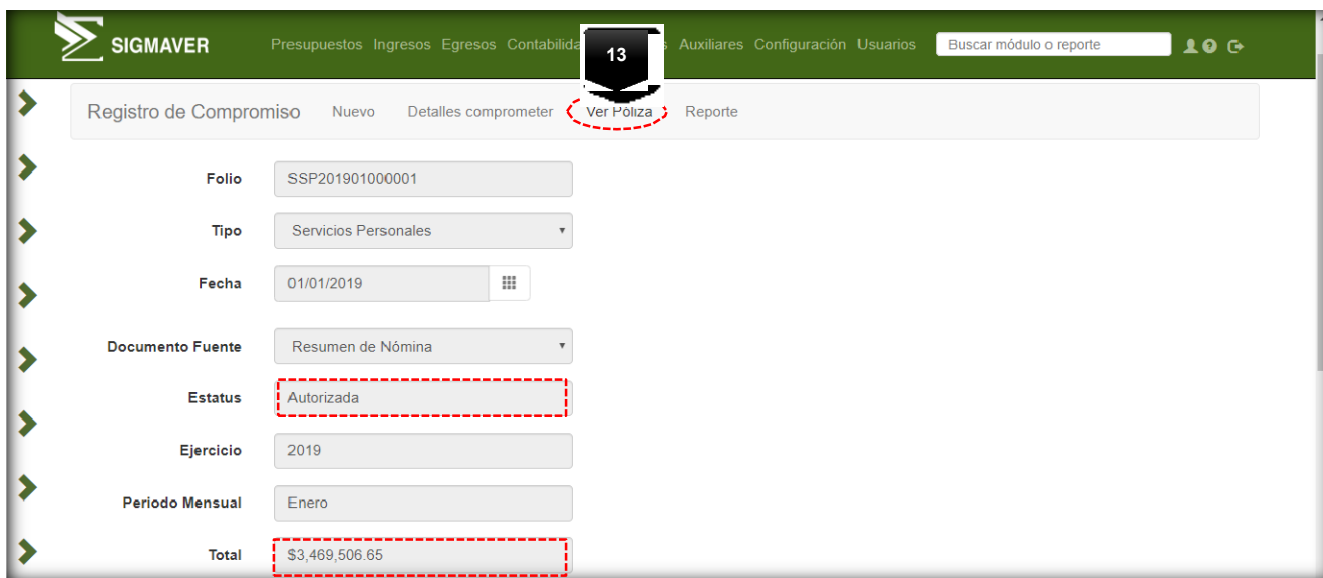 SIGMAVER Presupuestos Ingresos Egresos Contabilida s Auxiliares Configuración Usuarios Buscar módulo o reporte
13
Registro de Compromiso Nuevo Detalles comprometer Ver Póliza Reporte
Folio SSP201901000001
Tipo Servicios Personales
Fecha 01/01/2019
Documento Fuente Resumen de Nómina
Estatus Autorizada
Ejercicio 2019
Periodo Mensual Enero
Total $3,469,506.65